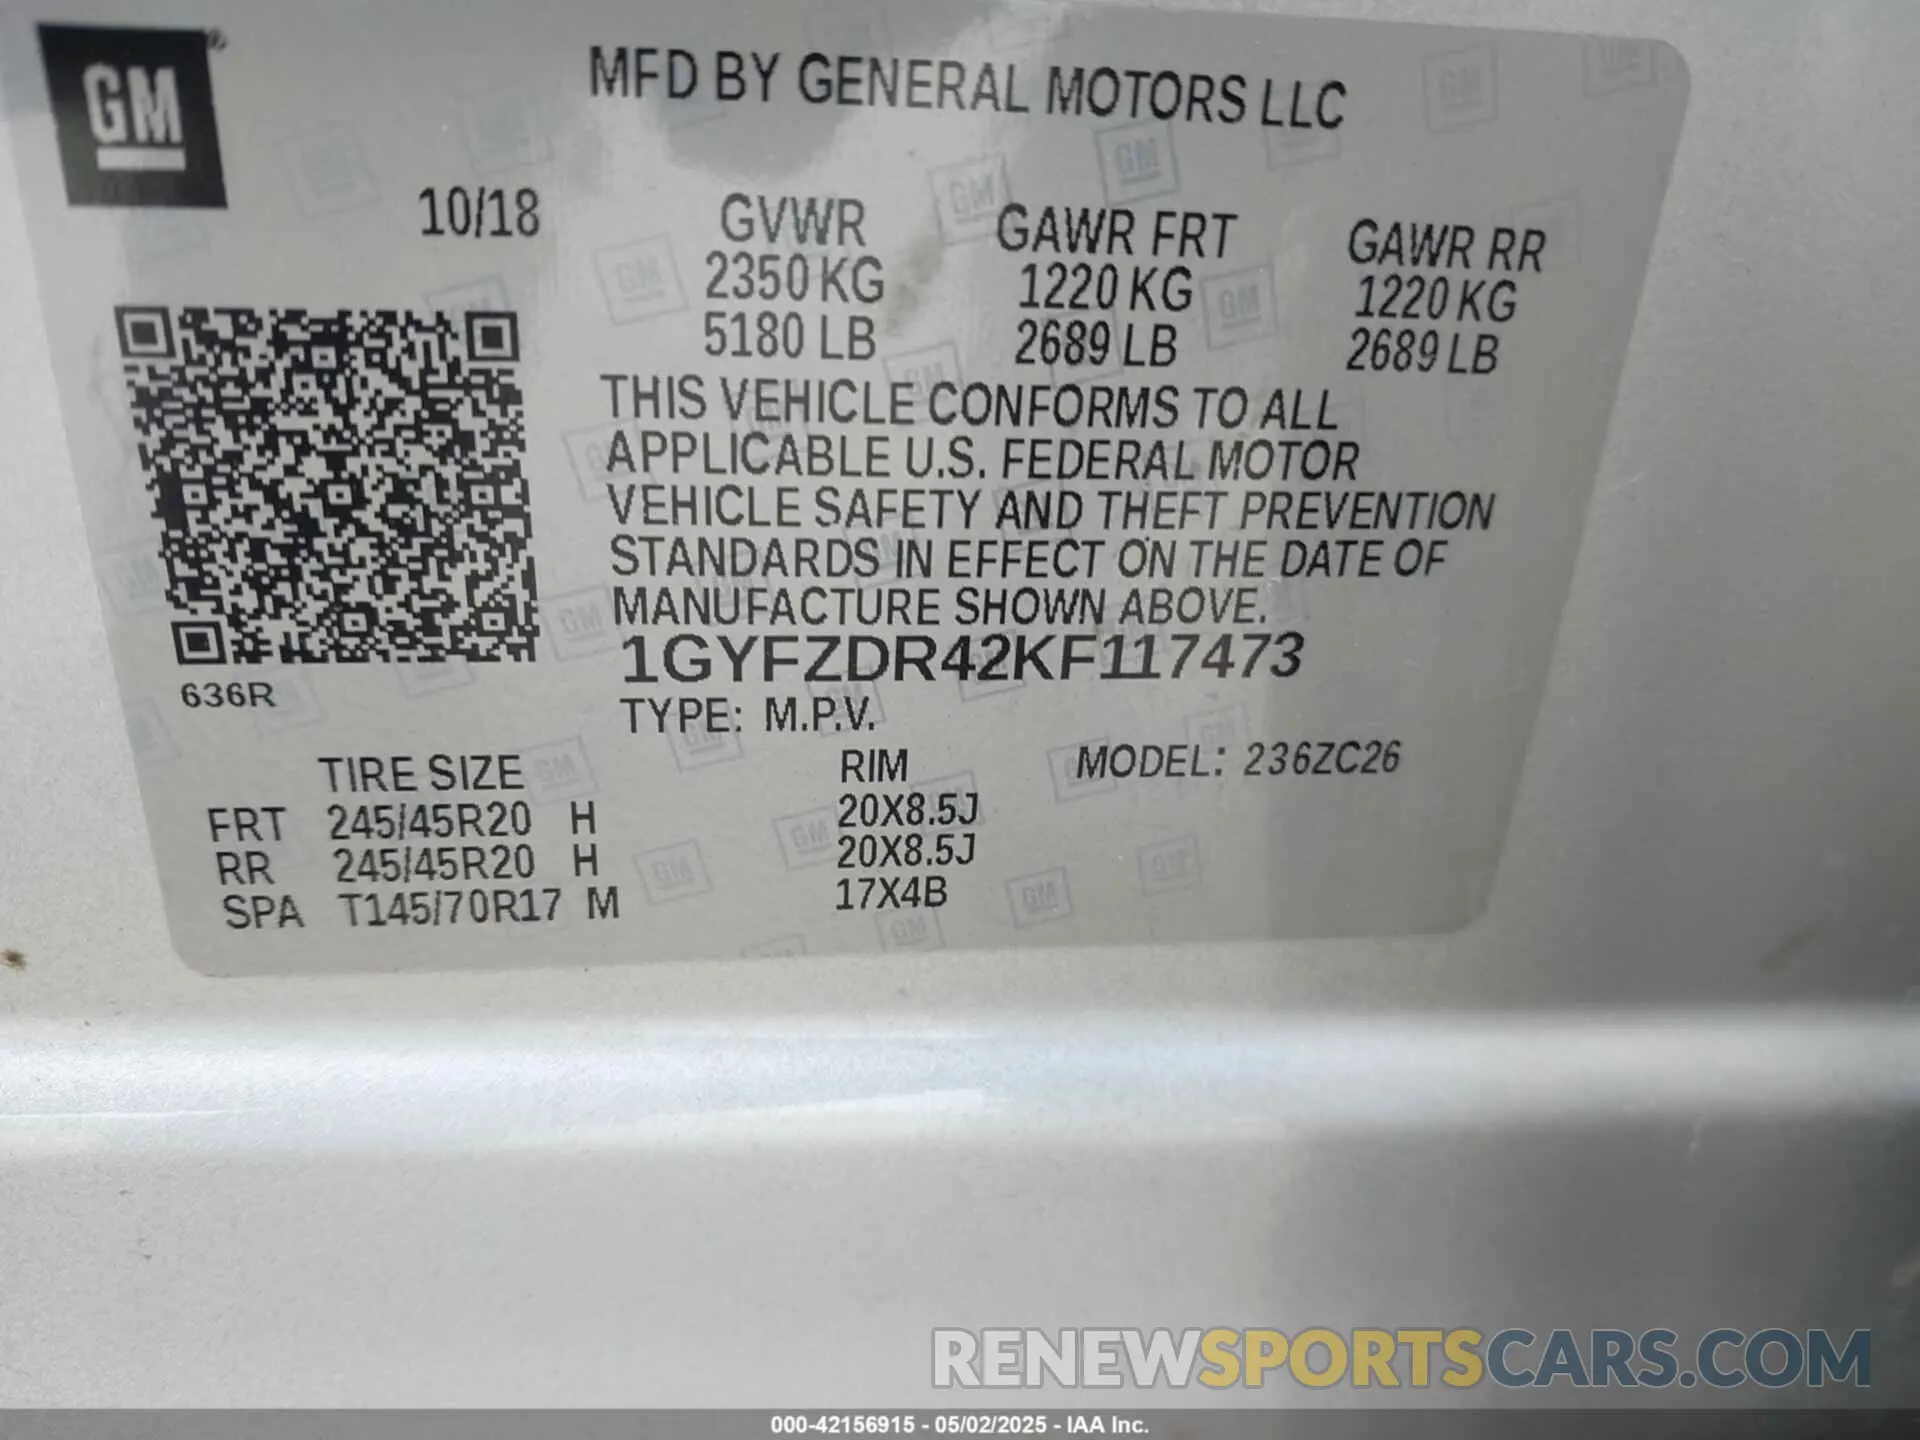 GM®
MFD BY GENERAL MOTORS LLC
10/18 GVWR GAWR FRT GAWR RR
2350 KG 1220 KG 1220 KG
5180 LB 2689 LB 2689 LB
THIS VEHICLE CONFORMS TO ALL
APPLICABLE U.S. FEDERAL MOTOR
VEHICLE SAFETY AND THEFT PREVENTION
STANDARDS IN EFFECT ON THE DATE OF
MANUFACTURE SHOWN ABOVE.
1GYFZDR42KF117473
636R
TYPE: M.P.V.
TIRE SIZE RIM MODEL: 236ZC26
FRT 245/45R20 H 20X8.5J
RR 245/45R20 H 20X8.5J
SPA T145/70R17 M 17X4B
RENEWSPORTSCARS.COM
000-42156915 - 05/02/2025 - IAA Inc.